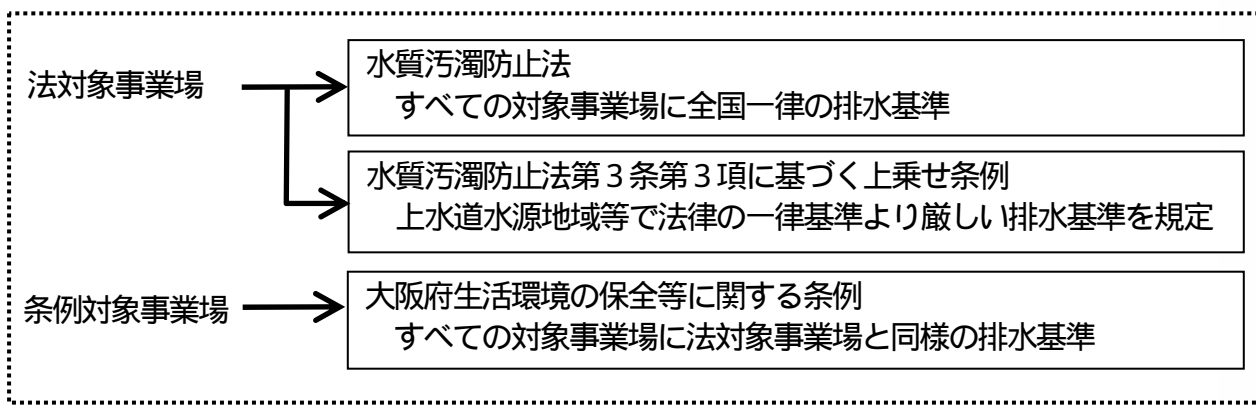 法対象事業場
水質汚濁防止法
すべての対象事業場に全国一律の排水基準
水質汚濁防止法第３条第３項に基づく上乗せ条例
上水道水源地域等で法律の一律基準より厳しい排水基準を規定
条例対象事業場
大阪府生活環境の保全等に関する条例
すべての対象事業場に法対象事業場と同様の排水基準